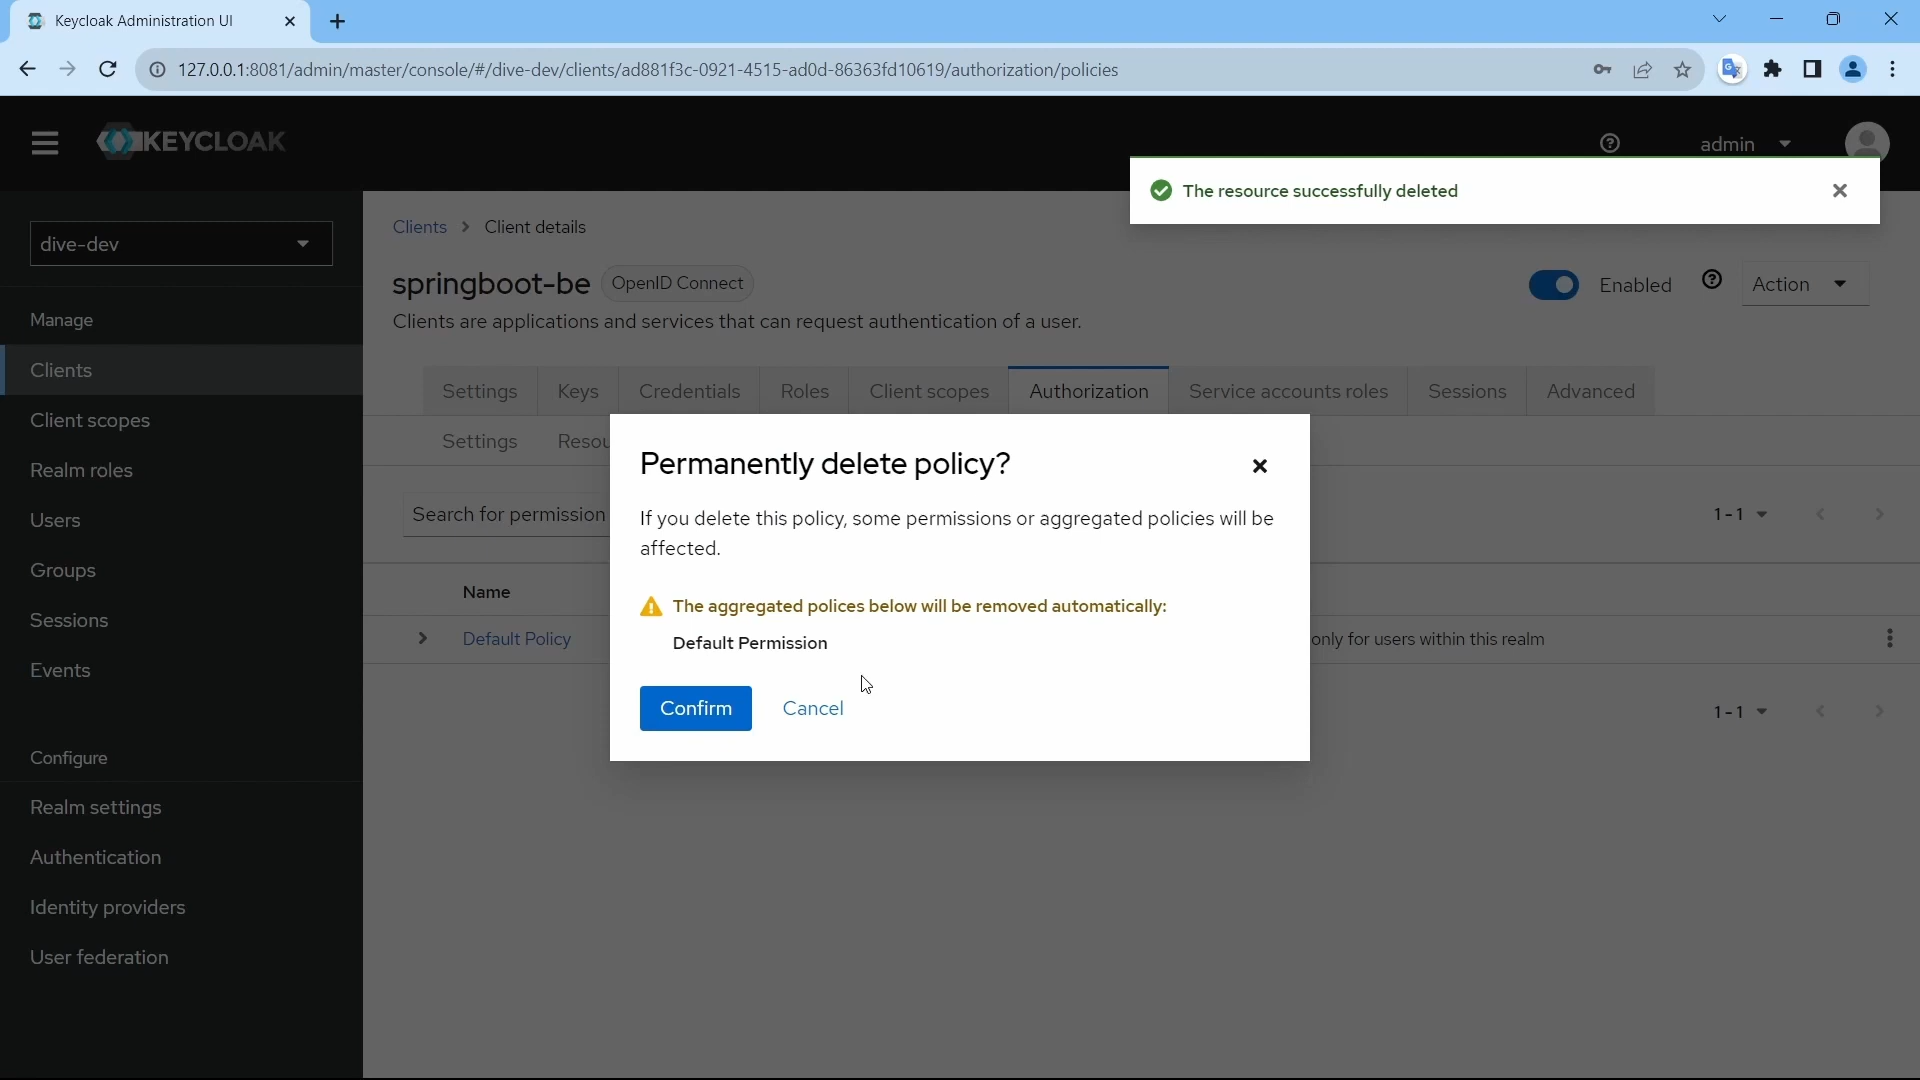 Keycloak Administration UI
127.0.0.1:8081/admin/master/console/#/dive-dev/clients/ad881f3c-0921-4515-ad0d-86363fd10619/authorization/policies
KEYCLOAK
admin
The resource successfully deleted
dive-dev
Manage
Clients
Client scopes
Realm roles
Users
Groups
Sessions
Events
Configure
Realm settings
Authentication
Identity providers
User federation
Clients > Client details
springboot-be OpenID Connect
Enabled
Action
Clients are applications and services that can request authentication of a user.
Settings Keys Credentials Roles Client scopes Authorization Service accounts roles Sessions Advanced
Settings Resou
Search for permission
1 - 1
Name
Default Policy
only for users within this realm
1 - 1
Permanently delete policy?
If you delete this policy, some permissions or aggregated policies will be
affected.
The aggregated polices below will be removed automatically:
Default Permission
Confirm Cancel